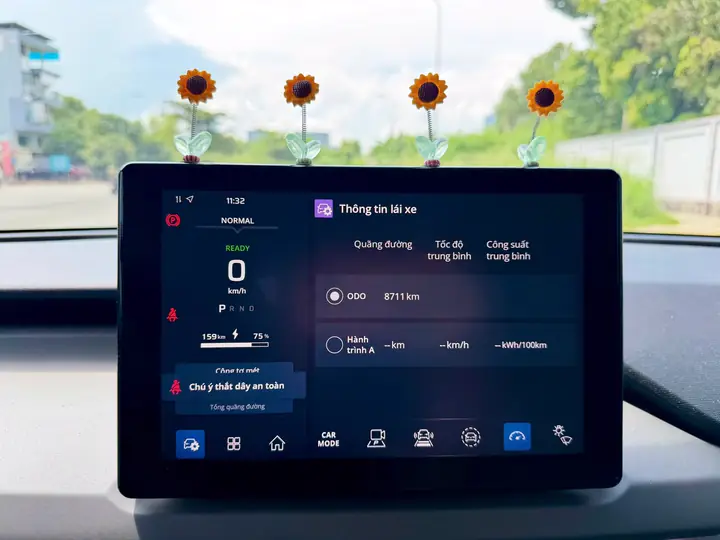 11:32
NORMAL
READY
0
km/h
P R N D
159 km 75 %
Công tơ mét
Chú ý thắt dây an toàn
Tổng quãng đường
Thông tin lái xe
Quãng đường Tốc độ trung bình Công suất trung bình
ODO 8711 km
Hành trình A -- km -- km/h -- kWh/100km
CAR MODE